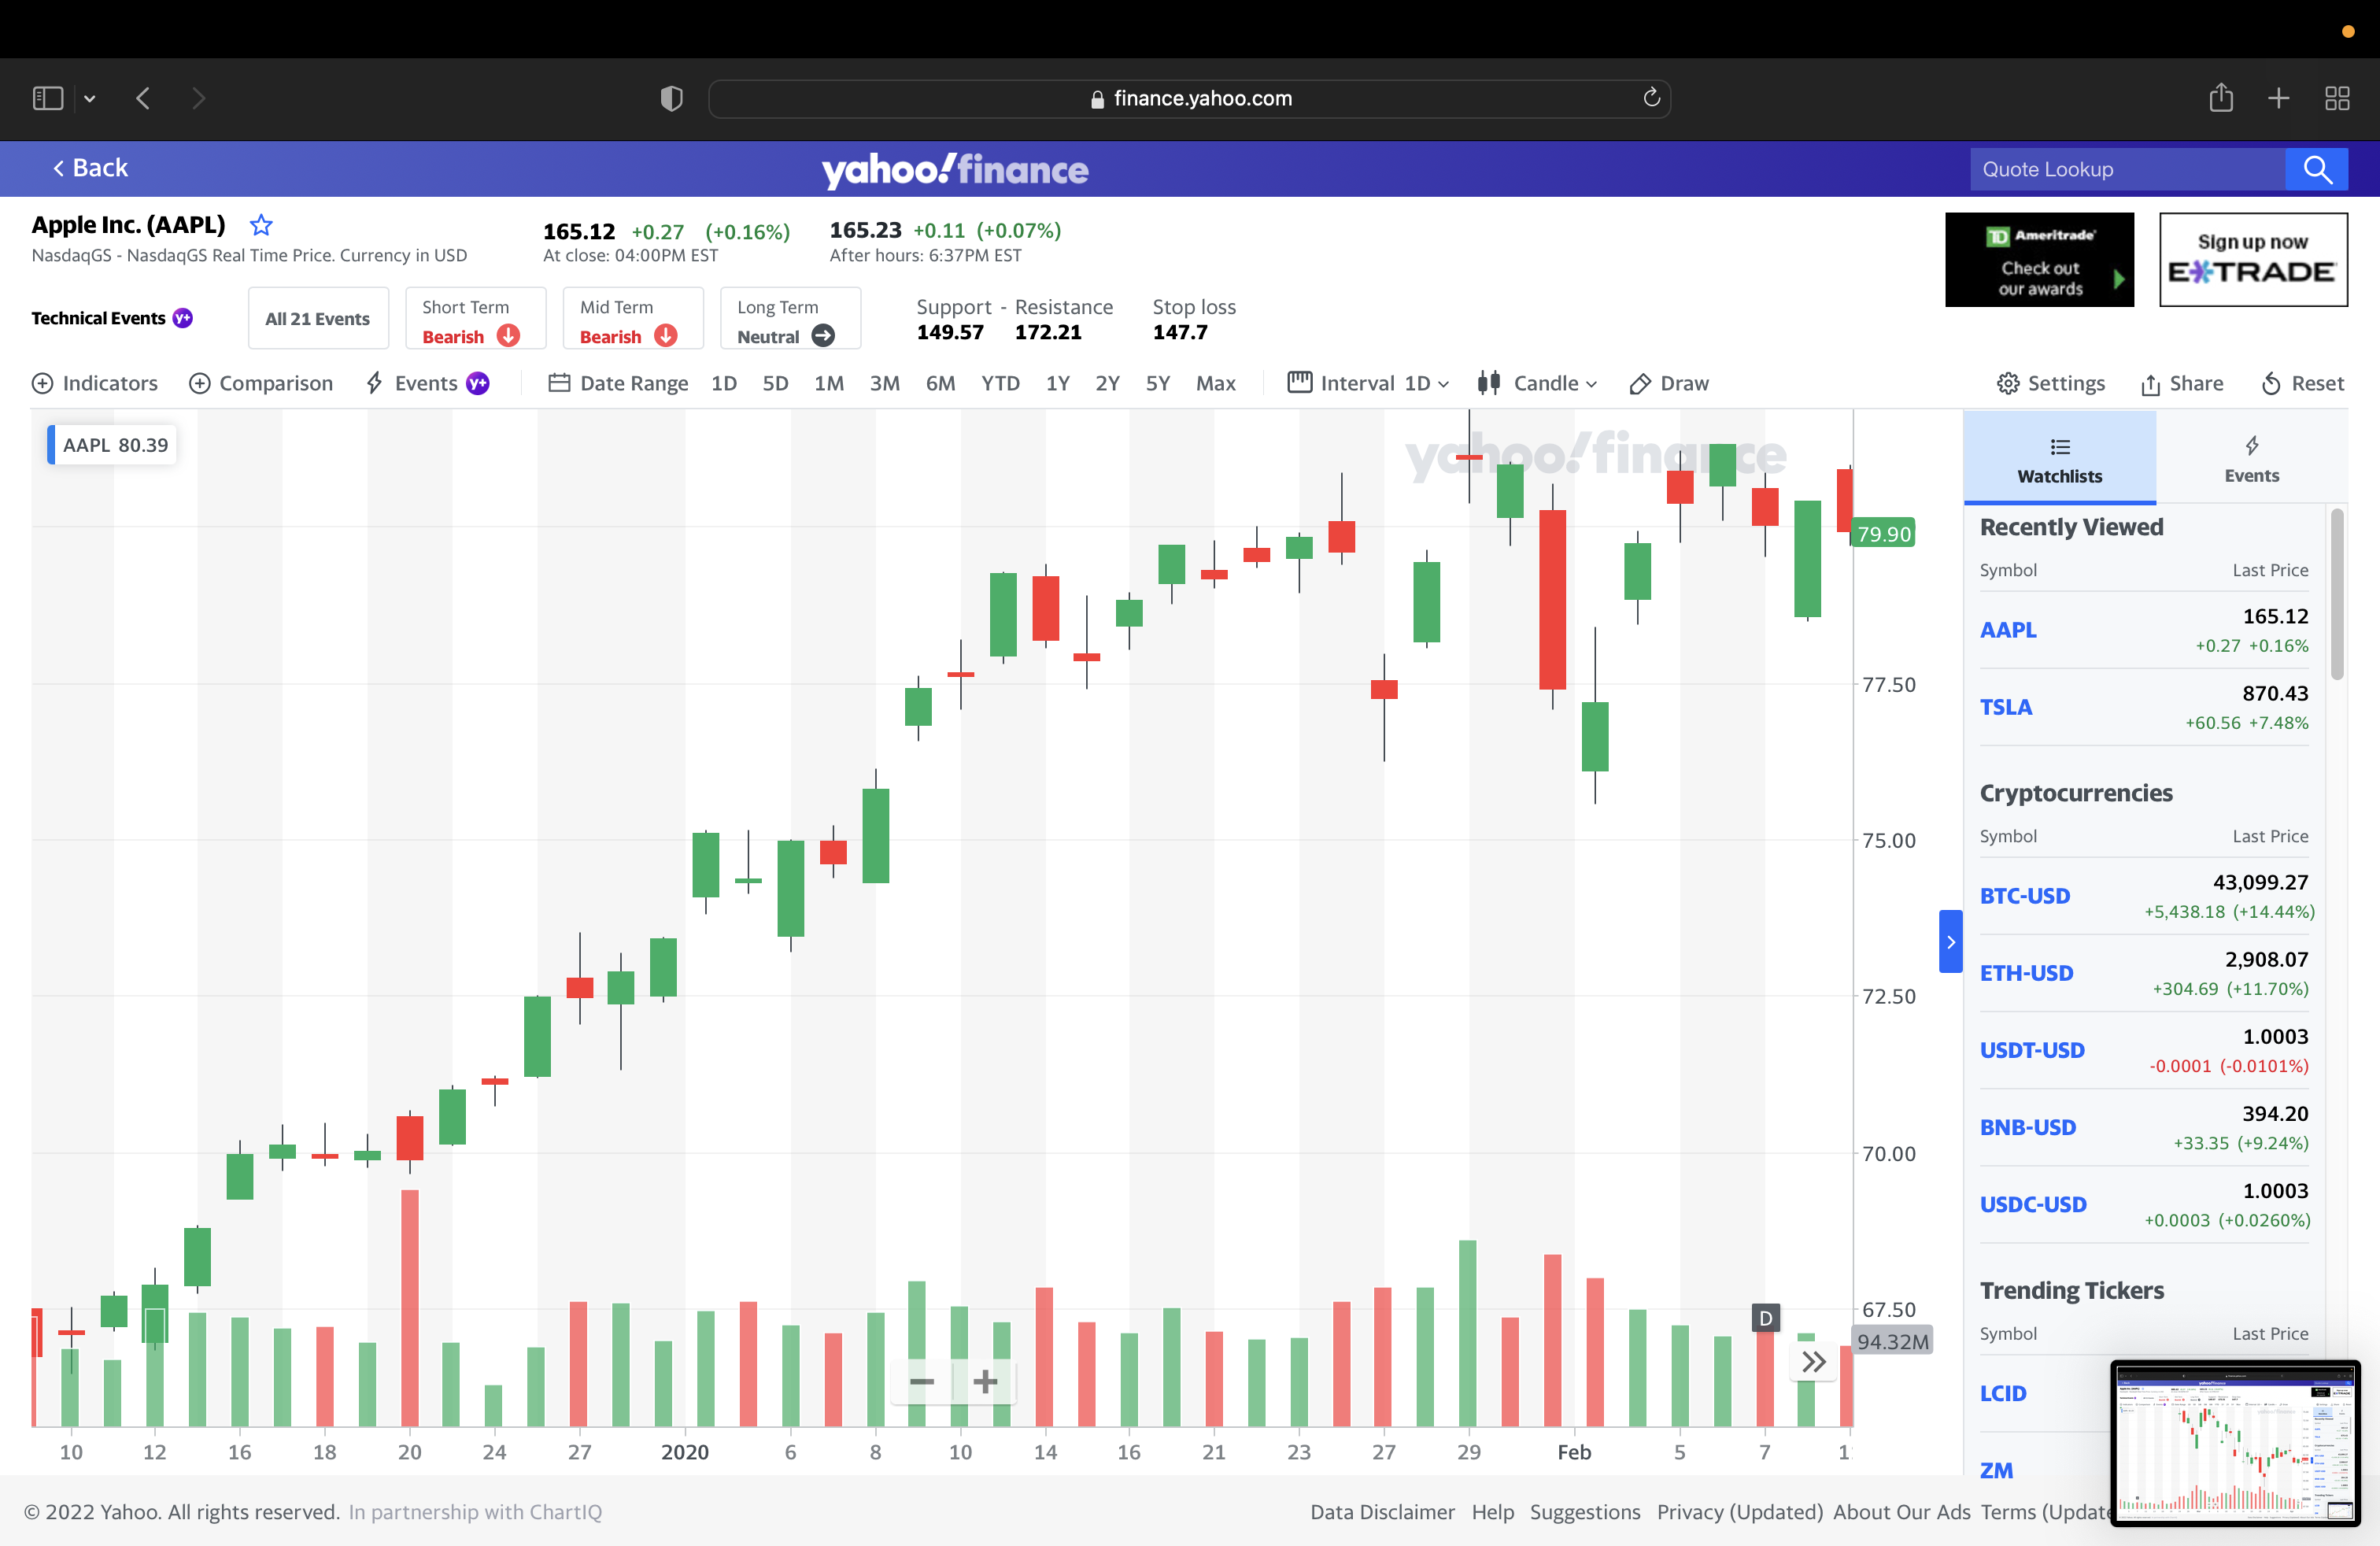 finance.yahoo.com
Back
yahoo!finance
Quote Lookup
Apple Inc. (AAPL)
NasdaqGS - NasdaqGS Real Time Price. Currency in USD
165.12 +0.27 (+0.16%)
At close: 04:00PM EST
165.23 +0.11 (+0.07%)
After hours: 6:37PM EST
TD Ameritrade
Check out
our awards
Sign up now
E*TRADE
Technical Events Y+
All 21 Events
Short Term
Bearish
Mid Term
Bearish
Long Term
Neutral
Support - Resistance
149.57 172.21
Stop loss
147.7
Indicators Comparison Events Y+ Date Range 1D 5D 1M 3M 6M YTD 1Y 2Y 5Y Max Interval 1D Candle Draw Settings Share Reset
AAPL 80.39
yahoo!finance
79.90
77.50
75.00
72.50
70.00
67.50
94.32M
D
10 12 16 18 20 24 27 2020 6 8 10 14 16 21 23 27 29 Feb 5 7
Watchlists
Events
Recently Viewed
Symbol Last Price
AAPL 165.12
+0.27 +0.16%
TSLA 870.43
+60.56 +7.48%
Cryptocurrencies
Symbol Last Price
BTC-USD 43,099.27
+5,438.18 (+14.44%)
ETH-USD 2,908.07
+304.69 (+11.70%)
USDT-USD 1.0003
-0.0001 (-0.0101%)
BNB-USD 394.20
+33.35 (+9.24%)
USDC-USD 1.0003
+0.0003 (+0.0260%)
Trending Tickers
Symbol Last Price
LCID
ZM
© 2022 Yahoo. All rights reserved. In partnership with ChartIQ
Data Disclaimer Help Suggestions Privacy (Updated) About Our Ads Terms (Update